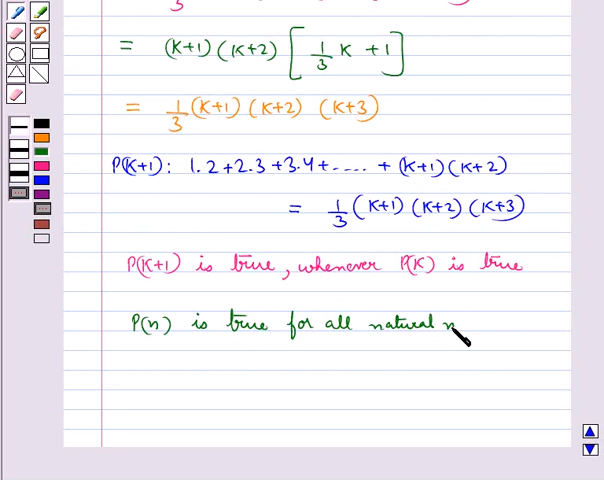 = (K+1) (K+2) [ 1/3 K + 1 ]
= 1/3 (K+1) (K+2) (K+3)
P(K+1) : 1.2 + 2.3 + 3.4 + ..... + (K+1) (K+2)
= 1/3 (K+1) (K+2) (K+3)
P(K+1) is true, whenever P(K) is true
P(n) is true for all natural n